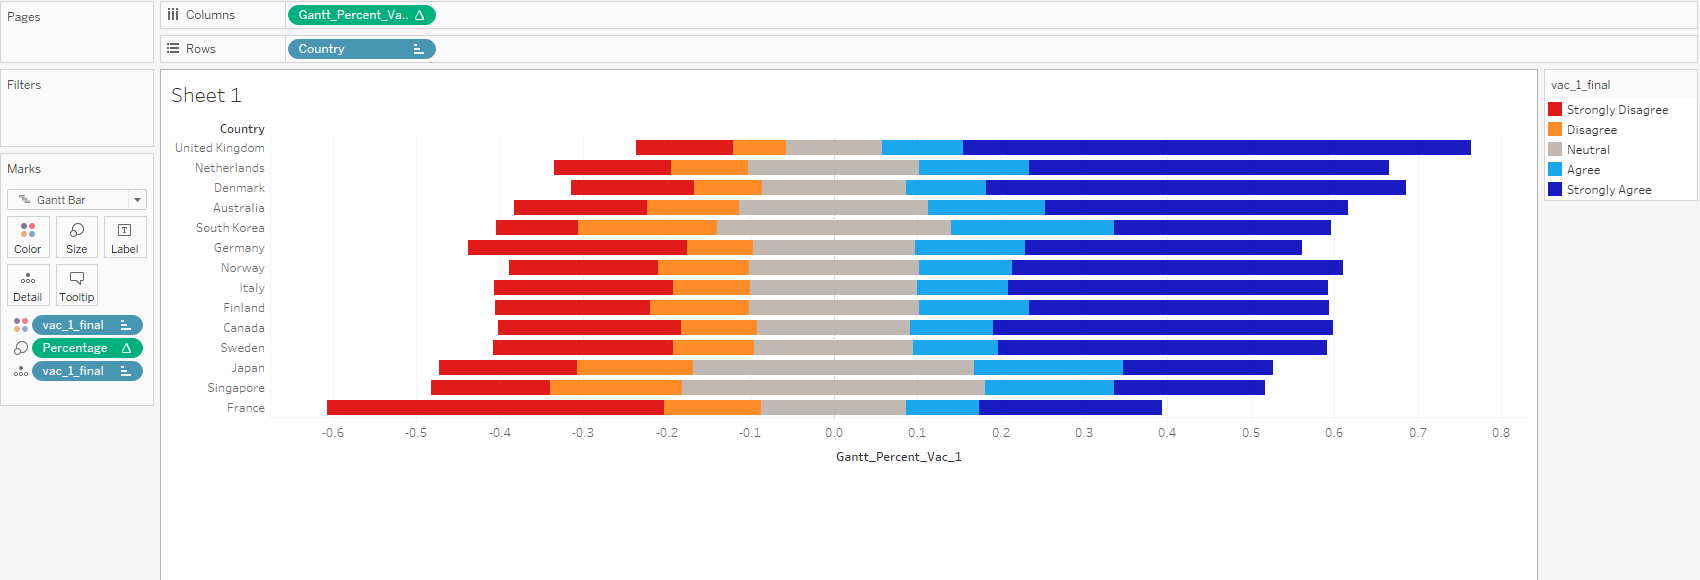 Pages
Columns
Gantt_Percent_Va.. Δ
Rows
Country
Filters
Marks
Gantt Bar
Color
Size
T
Label
Detail
Tooltip
vac_1_final
Percentage Δ
vac_1_final
Sheet 1
Country
United Kingdom
Netherlands
Denmark
Australia
South Korea
Germany
Norway
Italy
Finland
Canada
Sweden
Japan
Singapore
France
-0.6 -0.5 -0.4 -0.3 -0.2 -0.1 0.0 0.1 0.2 0.3 0.4 0.5 0.6 0.7 0.8
Gantt_Percent_Vac_1
vac_1_final
Strongly Disagree
Disagree
Neutral
Agree
Strongly Agree